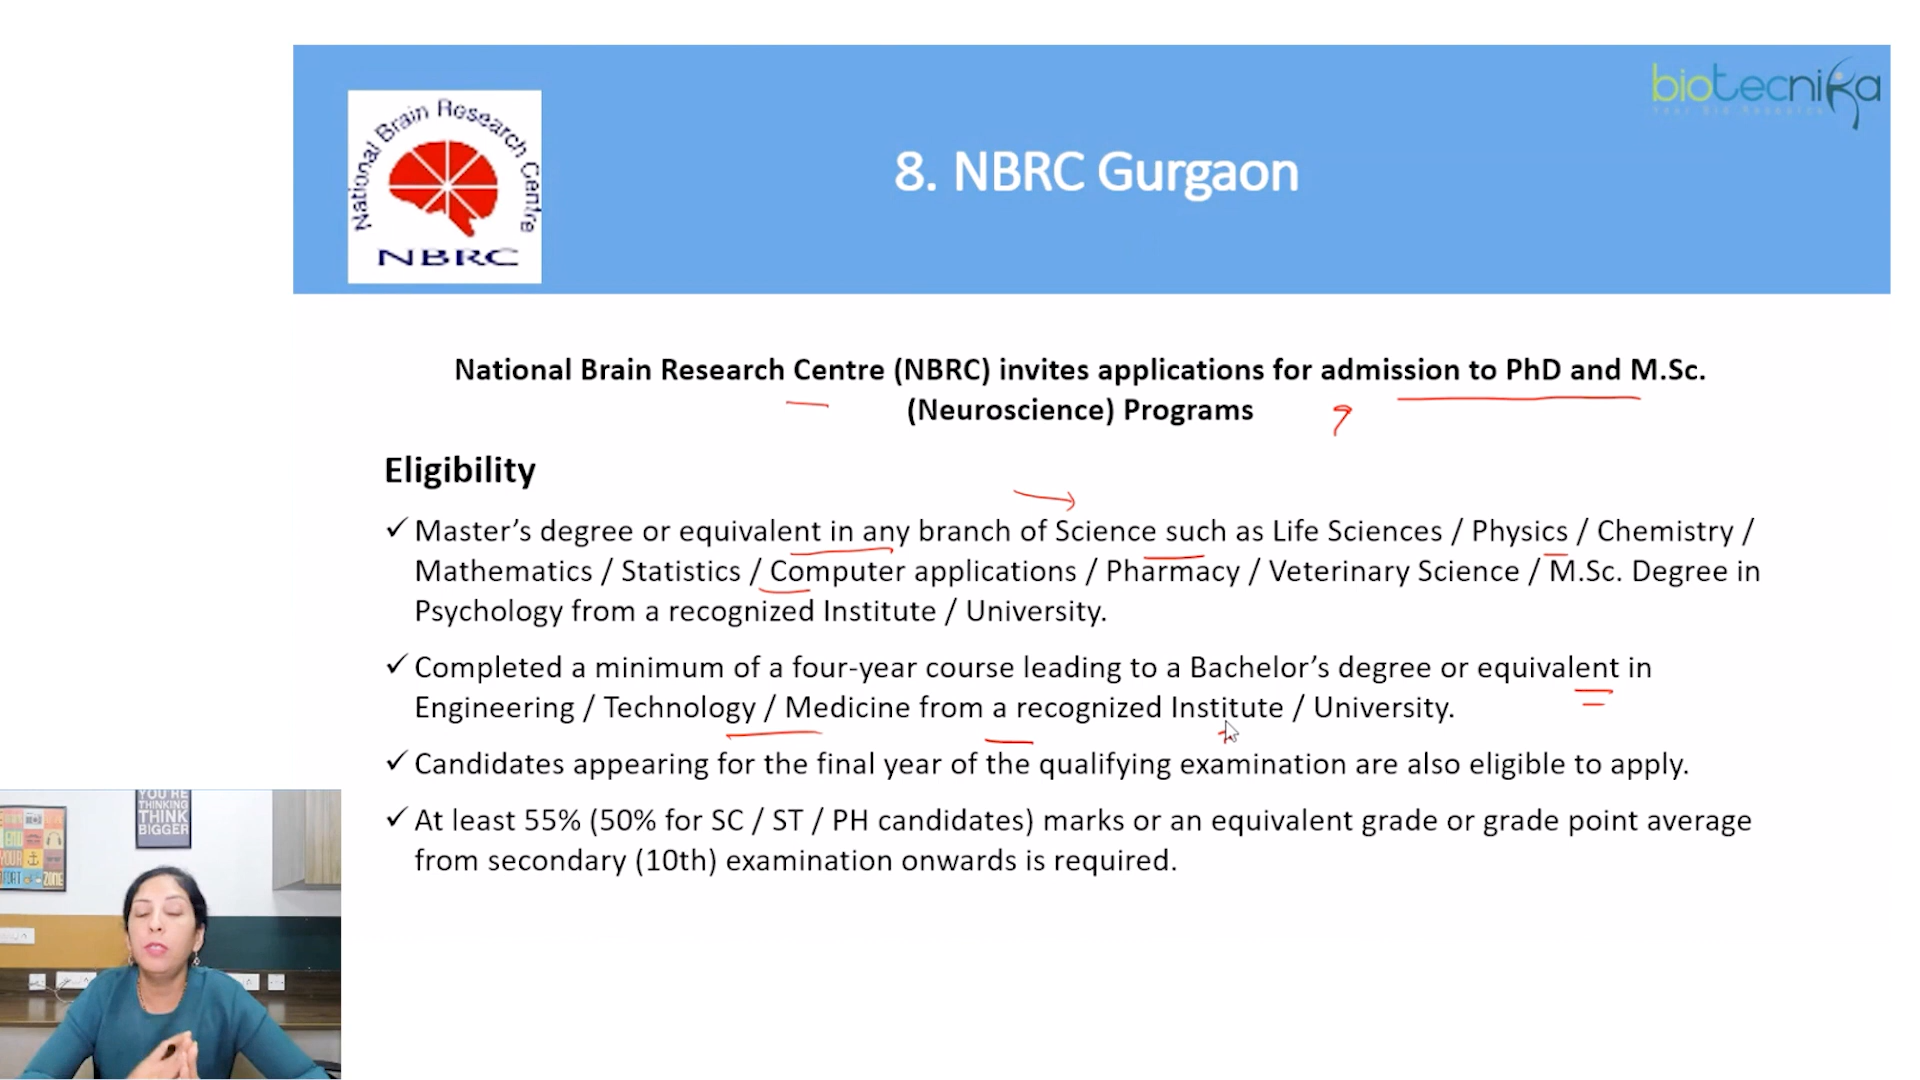 biotecnika
National Brain Research Centre
NBRC
8. NBRC Gurgaon
National Brain Research Centre (NBRC) invites applications for admission to PhD and M.Sc.
(Neuroscience) Programs
Eligibility
✓ Master’s degree or equivalent in any branch of Science such as Life Sciences / Physics / Chemistry /
Mathematics / Statistics / Computer applications / Pharmacy / Veterinary Science / M.Sc. Degree in
Psychology from a recognized Institute / University.
✓ Completed a minimum of a four-year course leading to a Bachelor’s degree or equivalent in
Engineering / Technology / Medicine from a recognized Institute / University.
✓ Candidates appearing for the final year of the qualifying examination are also eligible to apply.
✓ At least 55% (50% for SC / ST / PH candidates) marks or an equivalent grade or grade point average
from secondary (10th) examination onwards is required.
YOU'RE
THINKING
THINK
BIGGER
YOUR
ZONE